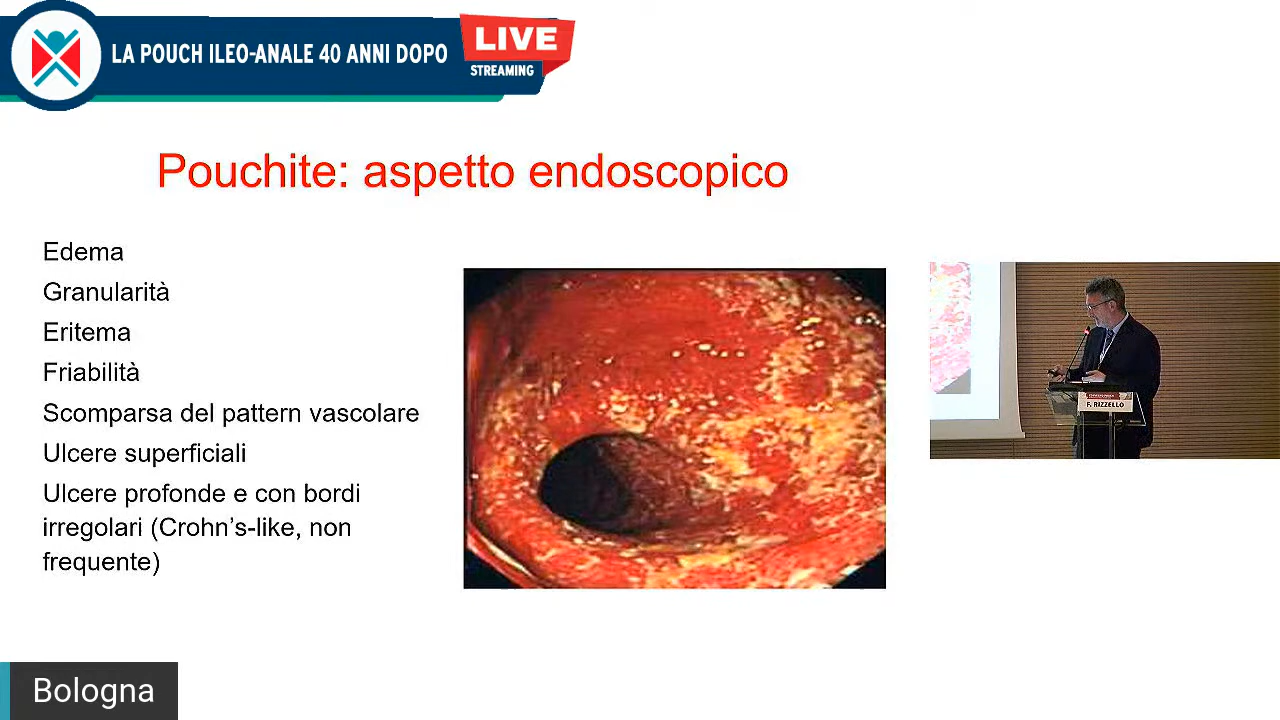 LA POUCH ILEO-ANALE 40 ANNI DOPO
LIVE
STREAMING
Pouchite: aspetto endoscopico
Edema
Granularità
Eritema
Friabilità
Scomparsa del pattern vascolare
Ulcere superficiali
Ulcere profonde e con bordi
irregolari (Crohn’s-like, non
frequente)
F. RIZZELLO
Bologna